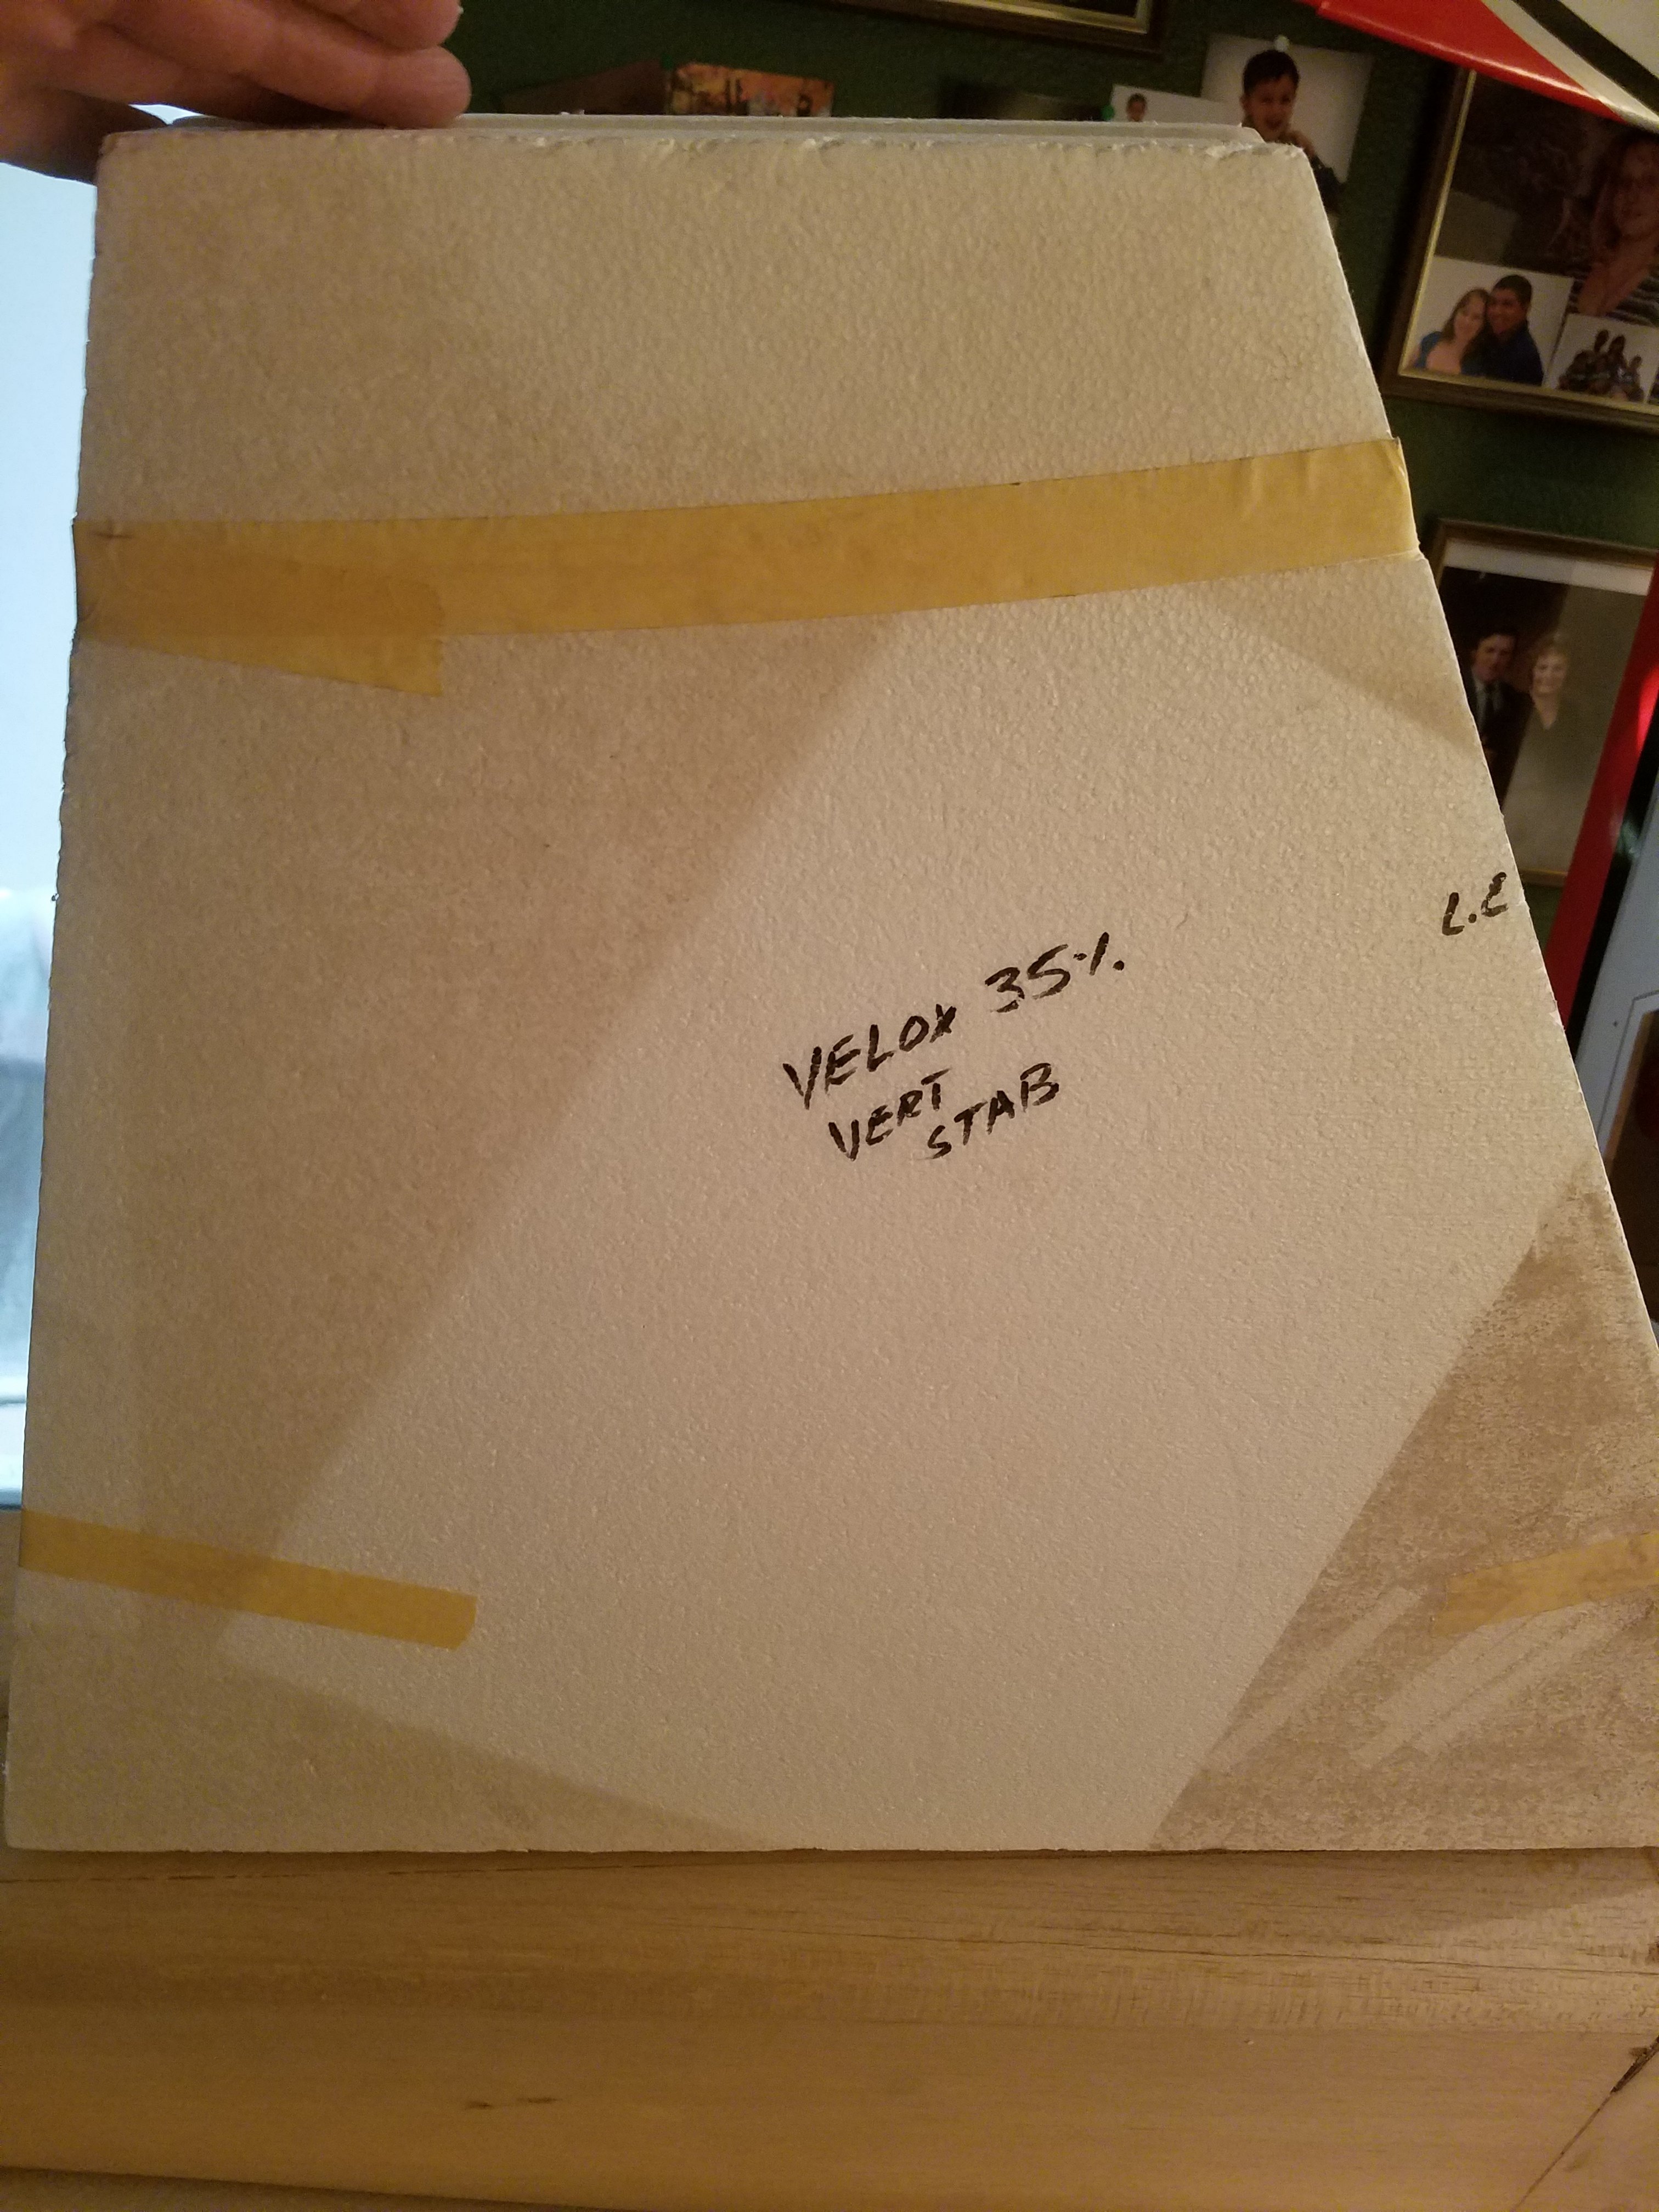 VELOX 35%
VERT
STAB
L.E